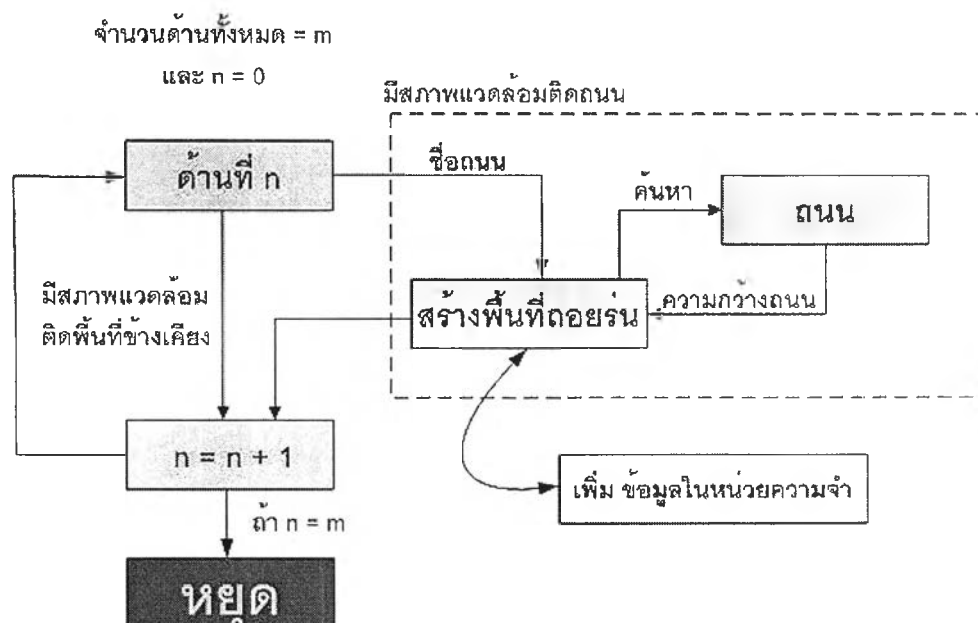 จำนวนด้านทั้งหมด = m
และ n = 0
มีสภาพแวดล้อมติดถนน
ด้านที่ n
ชื่อถนน
ค้นหา
ถนน
มีสภาพแวดล้อม
ติดพื้นที่ข้างเคียง
สร้างพื้นที่ถอยร่น
ความกว้างถนน
n = n + 1
เพิ่ม ข้อมูลในหน่วยความจำ
ถ้า n = m
หยุด